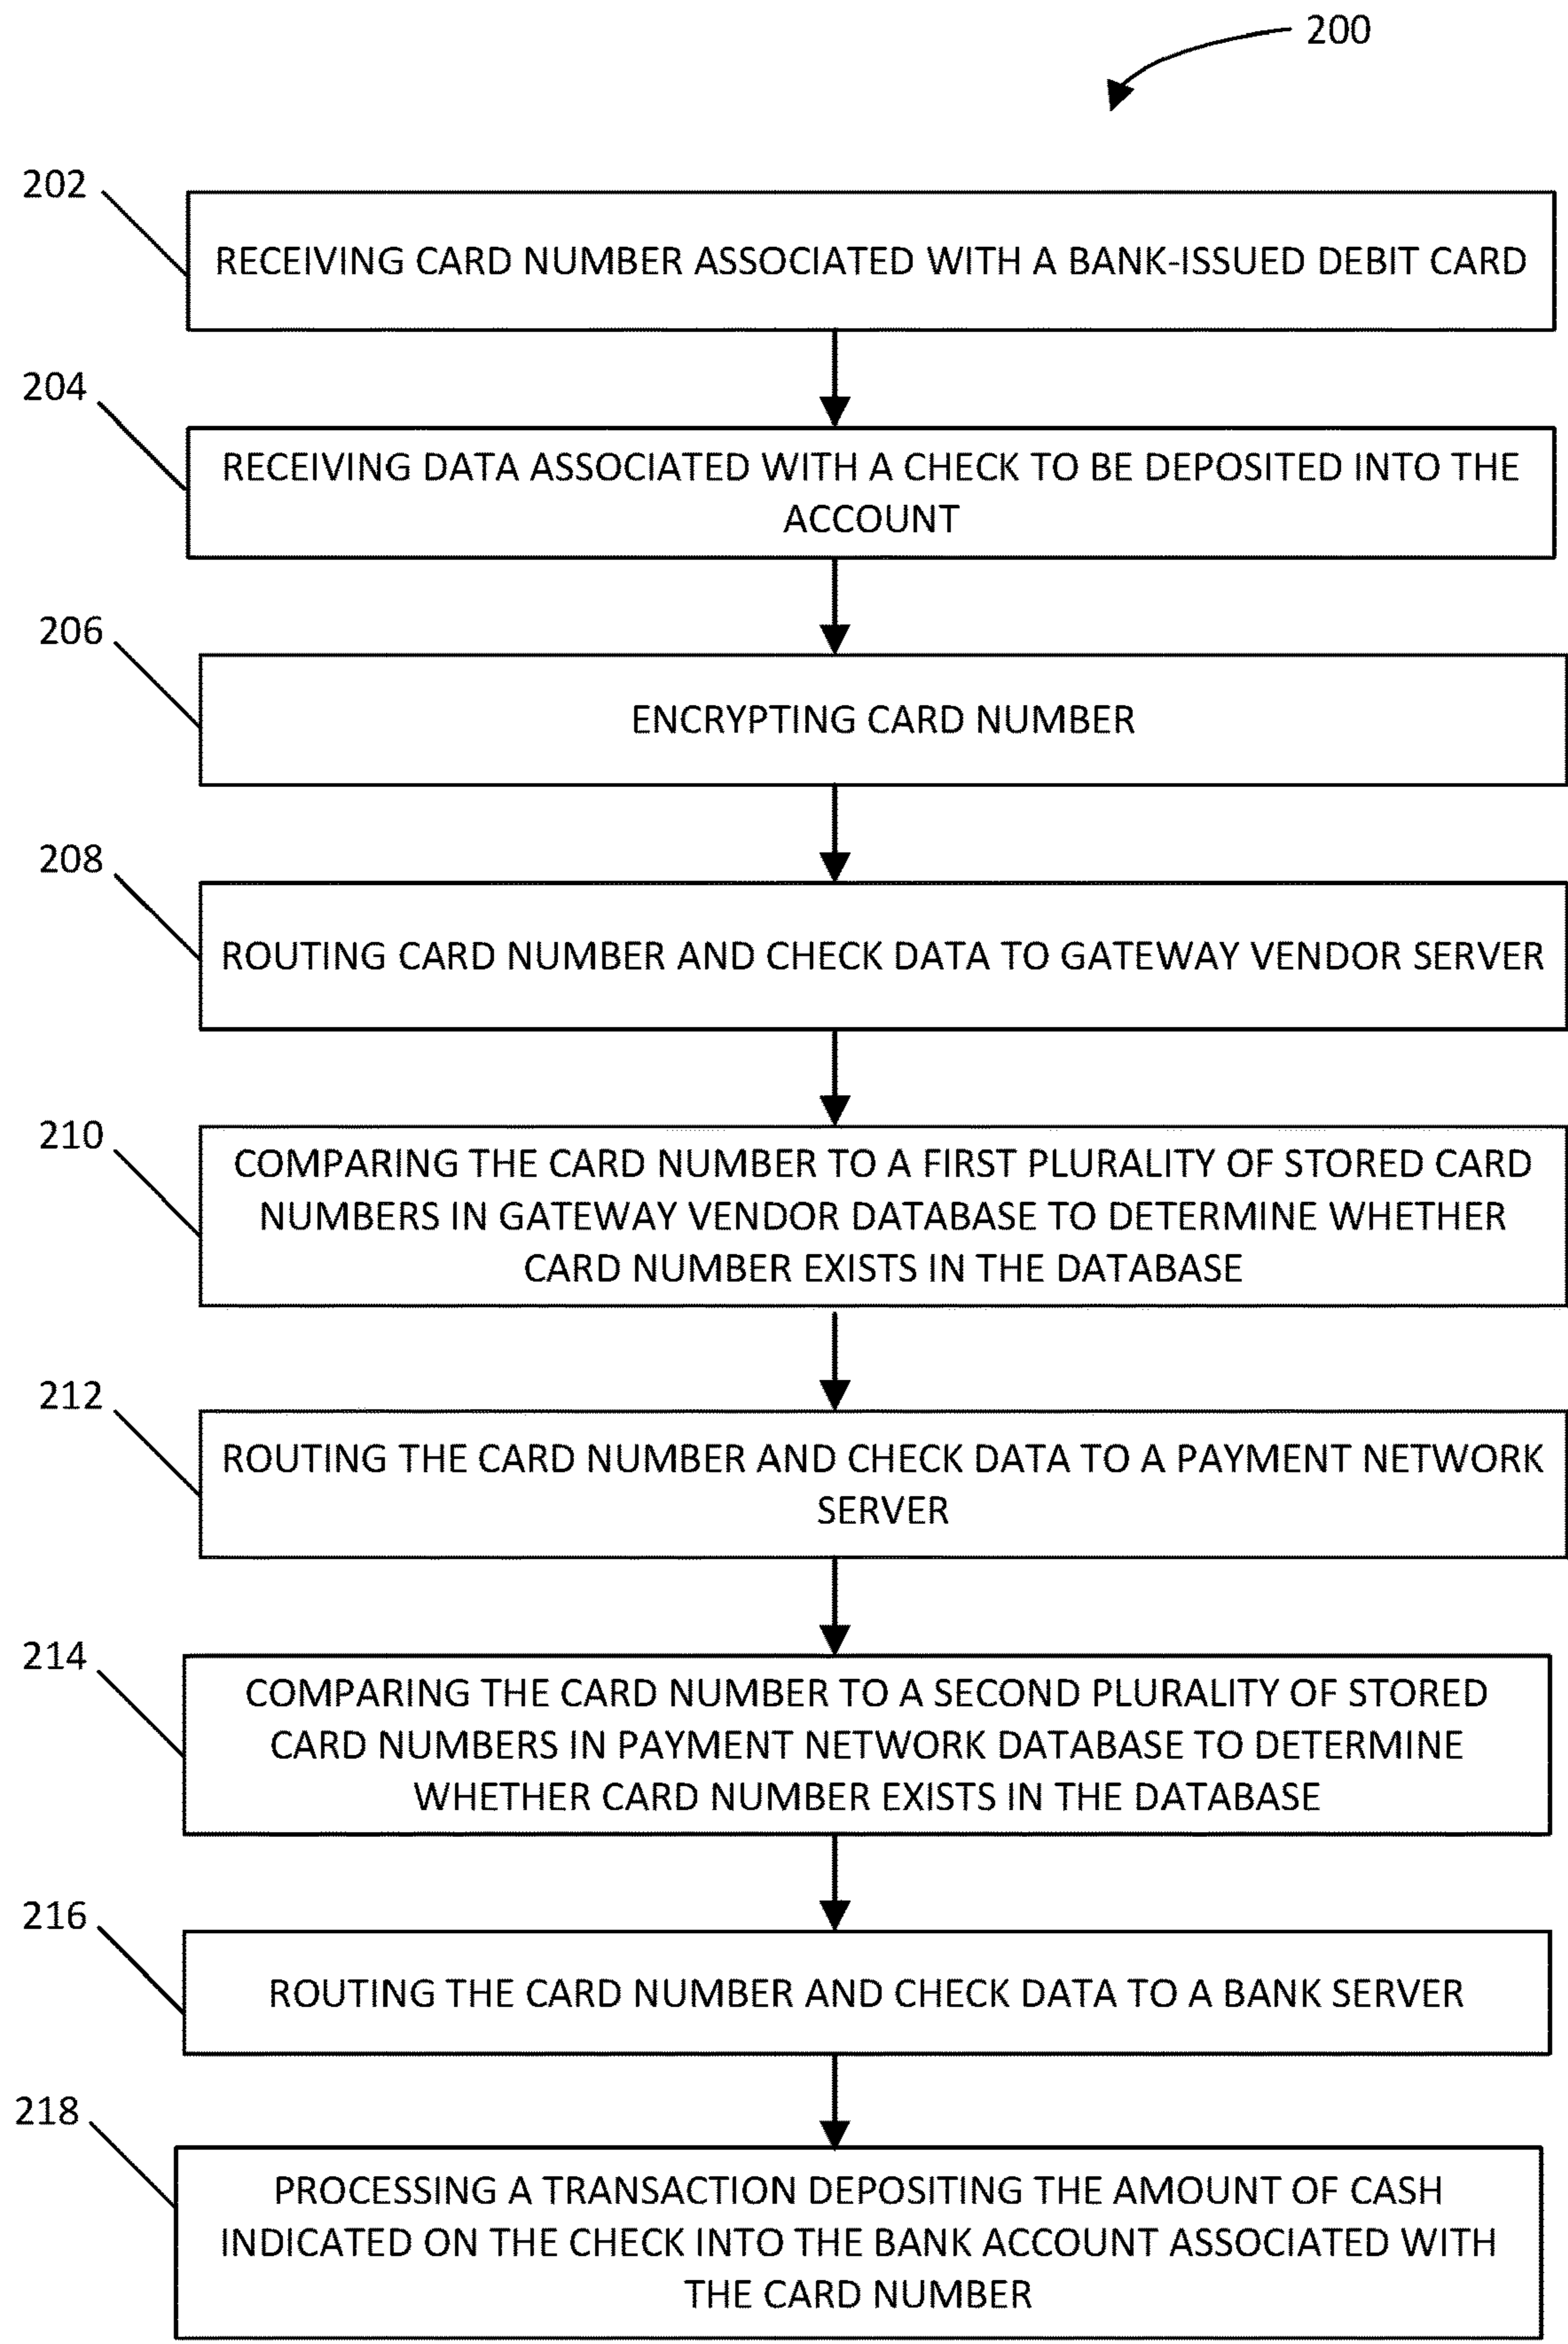 200
202
RECEIVING CARD NUMBER ASSOCIATED WITH A BANK-ISSUED DEBIT CARD
204
RECEIVING DATA ASSOCIATED WITH A CHECK TO BE DEPOSITED INTO THE
ACCOUNT
206
ENCRYPTING CARD NUMBER
208
ROUTING CARD NUMBER AND CHECK DATA TO GATEWAY VENDOR SERVER
210
COMPARING THE CARD NUMBER TO A FIRST PLURALITY OF STORED CARD
NUMBERS IN GATEWAY VENDOR DATABASE TO DETERMINE WHETHER
CARD NUMBER EXISTS IN THE DATABASE
212
ROUTING THE CARD NUMBER AND CHECK DATA TO A PAYMENT NETWORK
SERVER
214
COMPARING THE CARD NUMBER TO A SECOND PLURALITY OF STORED
CARD NUMBERS IN PAYMENT NETWORK DATABASE TO DETERMINE
WHETHER CARD NUMBER EXISTS IN THE DATABASE
216
ROUTING THE CARD NUMBER AND CHECK DATA TO A BANK SERVER
218
PROCESSING A TRANSACTION DEPOSITING THE AMOUNT OF CASH
INDICATED ON THE CHECK INTO THE BANK ACCOUNT ASSOCIATED WITH
THE CARD NUMBER